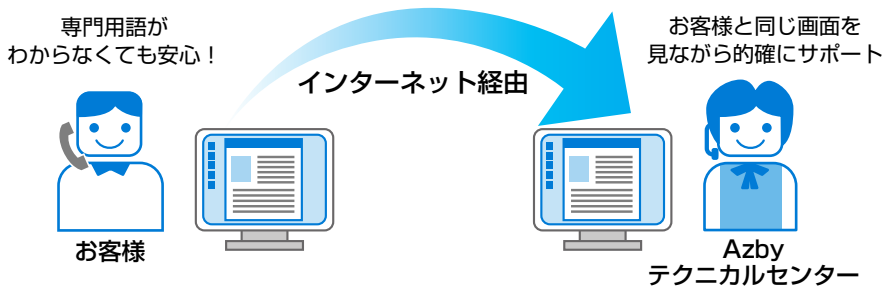 専門用語が
わからなくても安心！
お客様と同じ画面を
見ながら的確にサポート
インターネット経由
お客様
Azby
テクニカルセンター